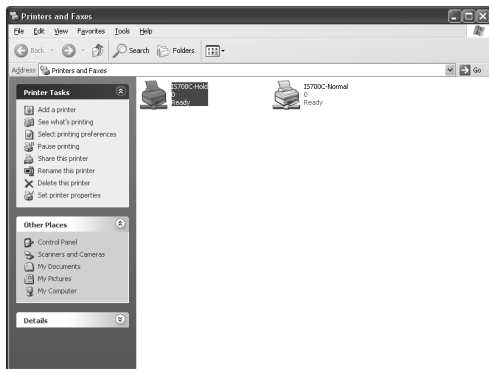 Printers and Faxes
File Edit View Favorites Tools Help
Back Search Folders
Address Printers and Faxes Go
Printer Tasks
Add a printer
See what's printing
Select printing preferences
Pause printing
Share this printer
Rename this printer
Delete this printer
Set printer properties
Other Places
Control Panel
Scanners and Cameras
My Documents
My Pictures
My Computer
Details
IS700C-Hold
0
Ready
IS700C-Normal
0
Ready